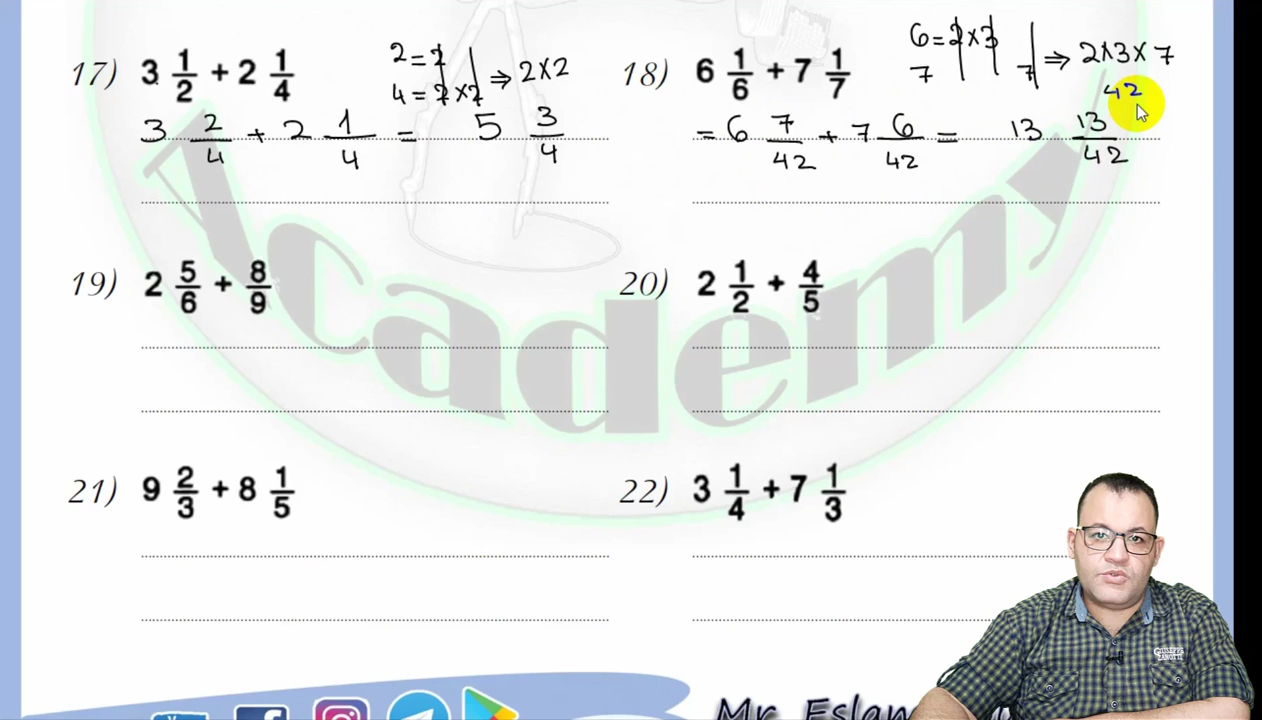 17) 3 1/2 + 2 1/4
2 = 2
4 = 2 × 2
⇒ 2×2
3 2/4 + 2 1/4 = 5 3/4
18) 6 1/6 + 7 1/7
6 = 2 × 3
7 7
⇒ 2×3×7
42
= 6 7/42 + 7 6/42 = 13 13/42
Academy
19) 2 5/6 + 8/9
20) 2 1/2 + 4/5
21) 9 2/3 + 8 1/5
22) 3 1/4 + 7 1/3
GIUSEPPE
ZANOTTI
Mr. Eslam